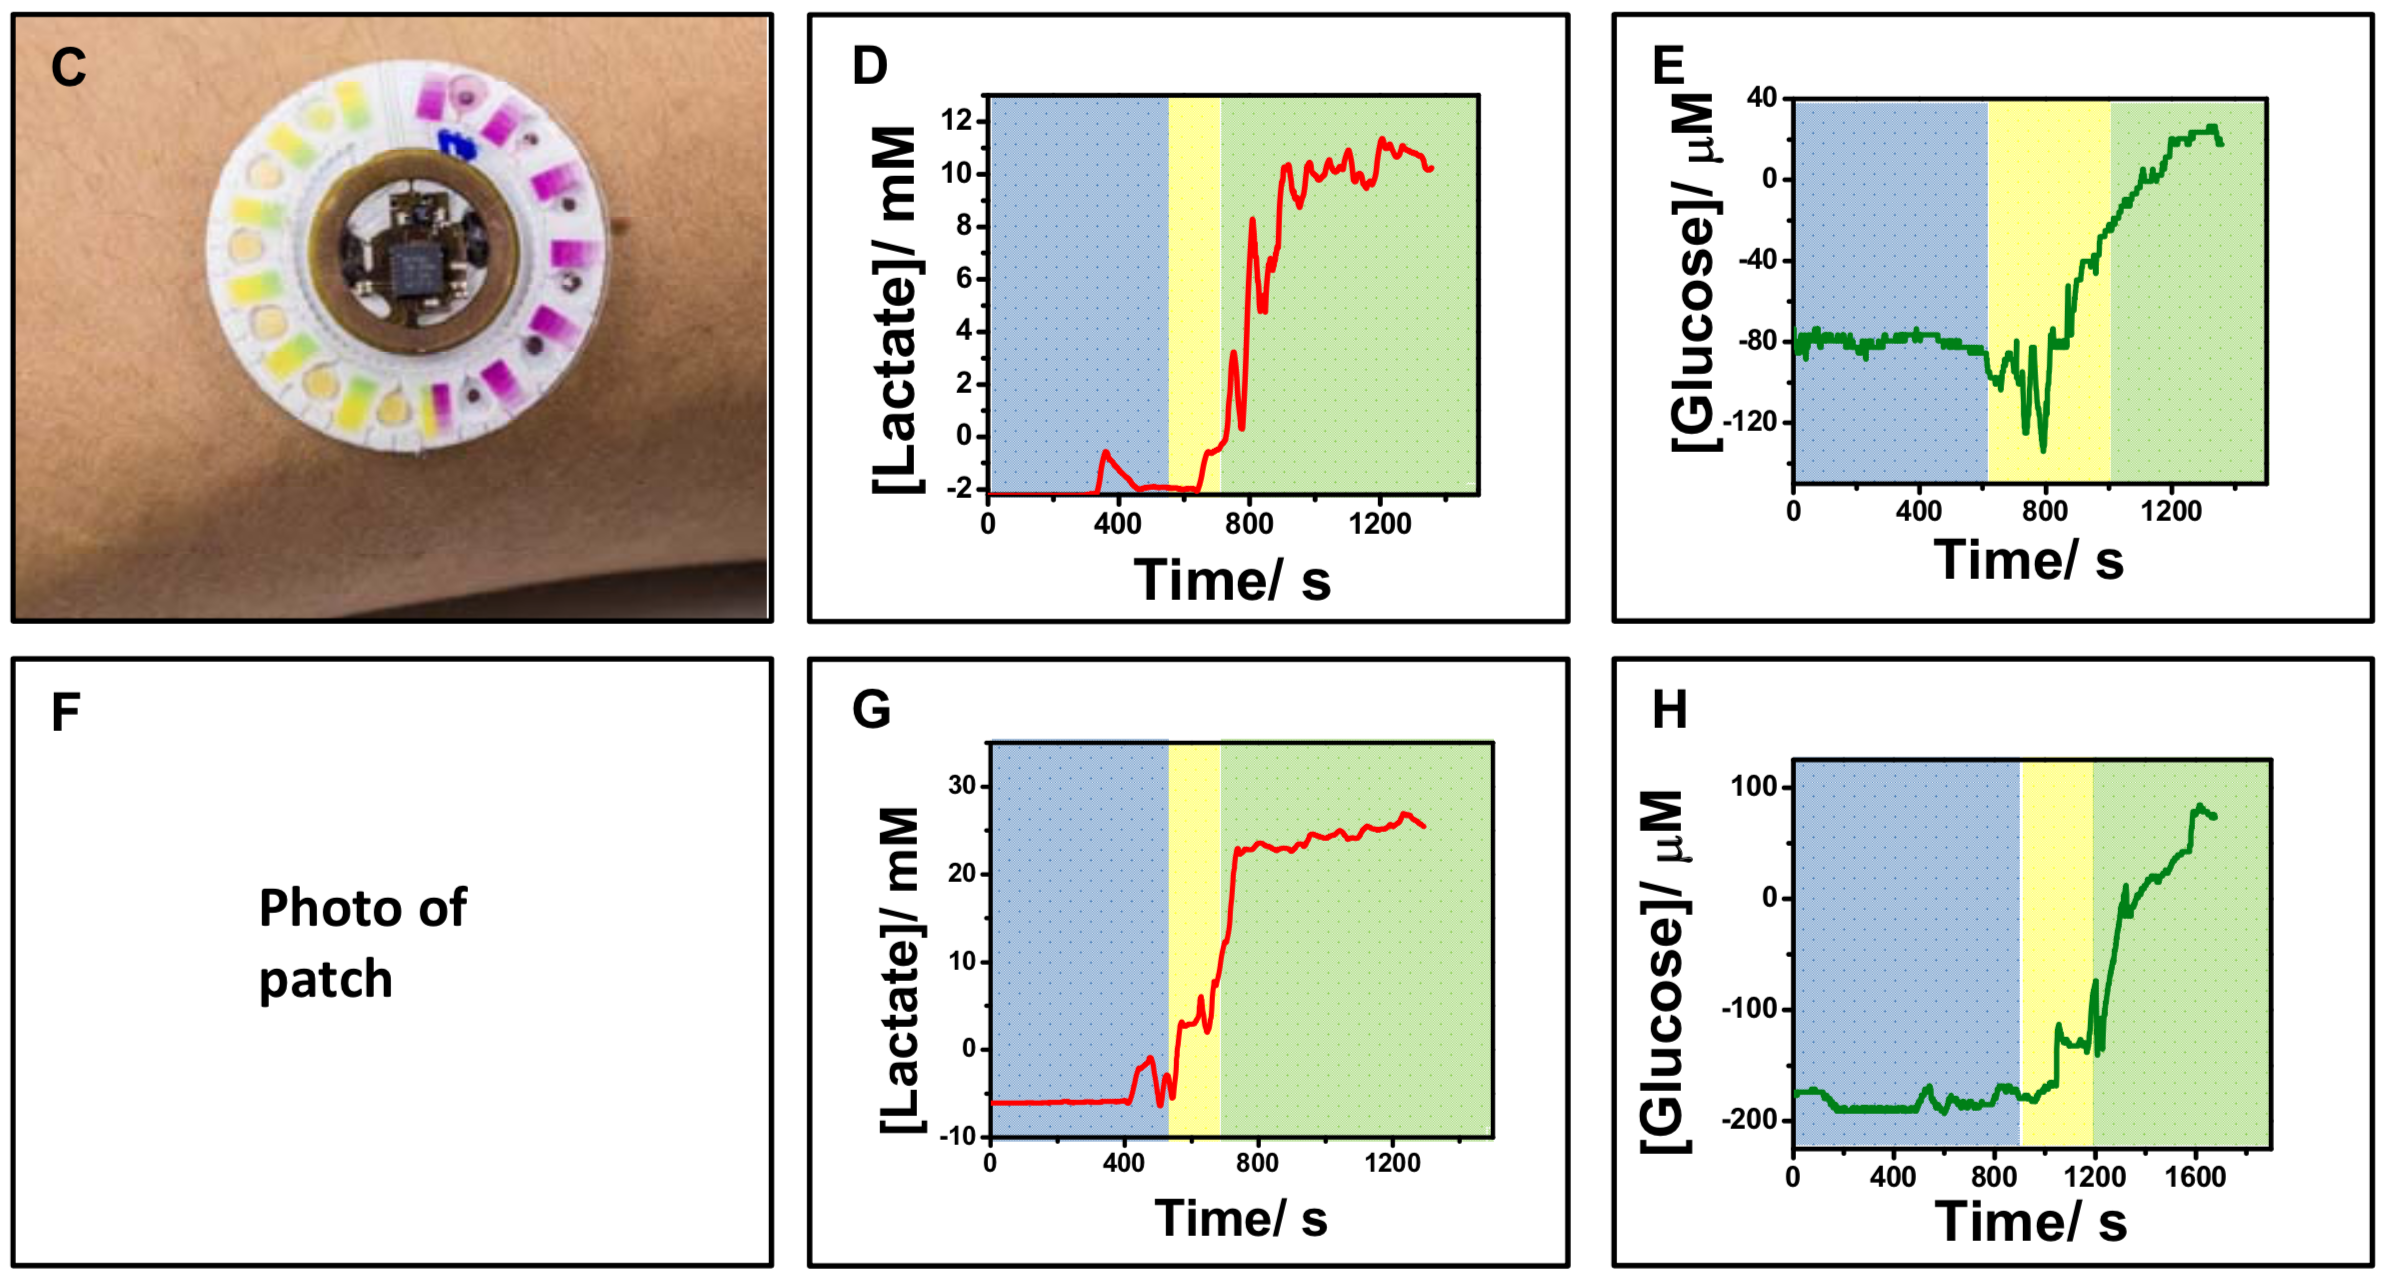 C
D
[Lactate]/ mM
12
10
8
6
4
2
0
-2
0 400 800 1200
Time/ s
E
[Glucose]/ μM
40
0
-40
-80
-120
0 400 800 1200
Time/ s
F
Photo of
patch
G
[Lactate]/ mM
30
20
10
0
-10
0 400 800 1200
Time/ s
H
[Glucose]/ μM
100
0
-100
-200
0 400 800 1200 1600
Time/ s